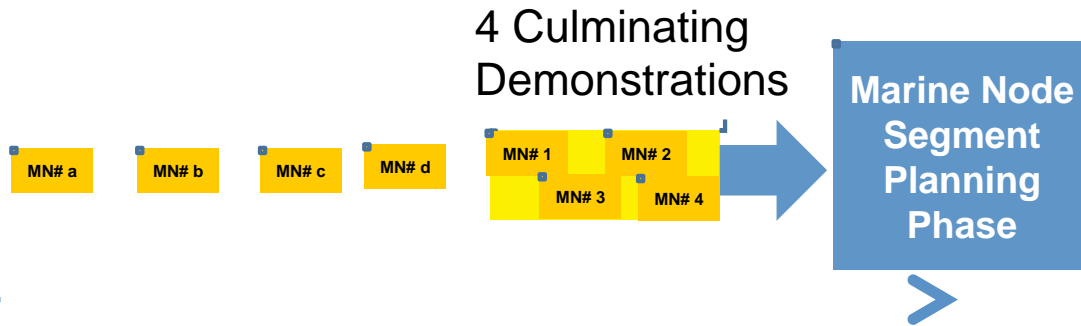 4 Culminating
Demonstrations
Marine Node
Segment
Planning
Phase
MN# a
MN# b
MN# c
MN# d
MN# 1
MN# 2
MN# 3
MN# 4